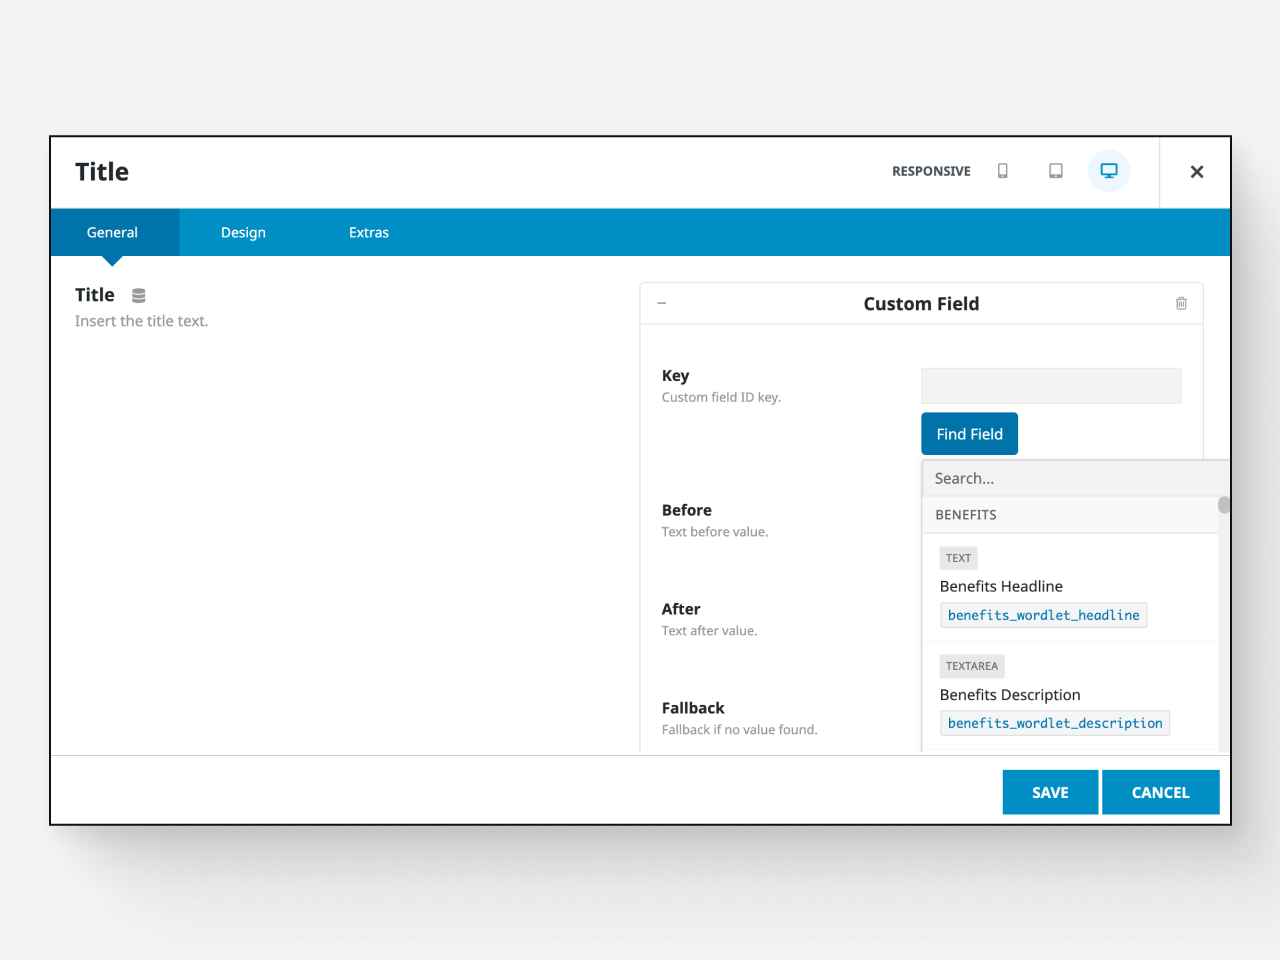 Title
RESPONSIVE
General
Design
Extras
Title
Insert the title text.
Custom Field
Key
Custom field ID key.
Find Field
Search...
BENEFITS
Before
Text before value.
TEXT
Benefits Headline
benefits_wordlet_headline
After
Text after value.
TEXTAREA
Benefits Description
benefits_wordlet_description
Fallback
Fallback if no value found.
SAVE
CANCEL